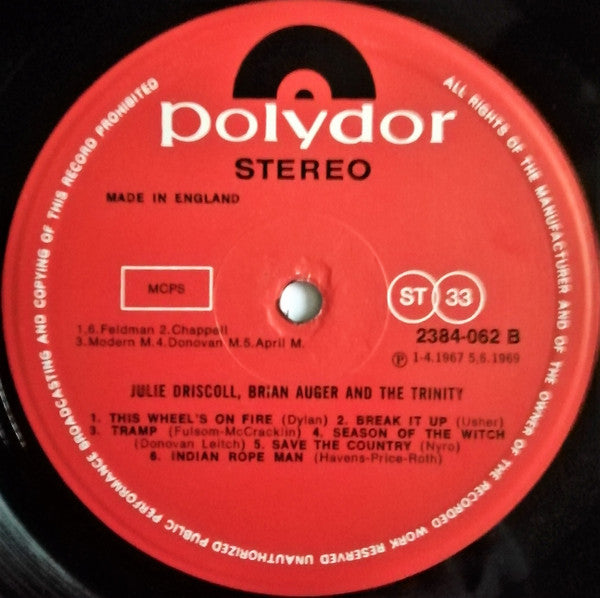 polydor
STEREO
MADE IN ENGLAND
MCPS
ST 33
1.6. Feldman 2. Chappell
3. Modern M. 4. Donovan M. 5. April M.
2384-062 B
Ⓟ 1-4.1967 5,6.1969
JULIE DRISCOLL, BRIAN AUGER AND THE TRINITY
1. THIS WHEEL'S ON FIRE (Dylan) 2. BREAK IT UP (Usher)
3. TRAMP (Fulsom-McCracklin) 4. SEASON OF THE WITCH
(Donovan Leitch) 5. SAVE THE COUNTRY (Nyro)
6. INDIAN ROPE MAN (Havens-Price-Roth)
ALL RIGHTS OF THE MANUFACTURER AND OF THE OWNER OF THE RECORDED WORK RESERVED UNAUTHORIZED PUBLIC PERFORMANCE BROADCASTING AND COPYING OF THIS RECORD PROHIBITED